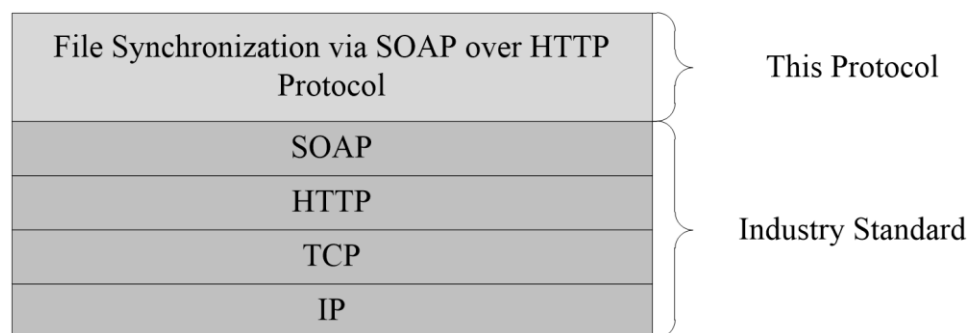 File Synchronization via SOAP over HTTP
Protocol
This Protocol
SOAP
HTTP
TCP
IP
Industry Standard